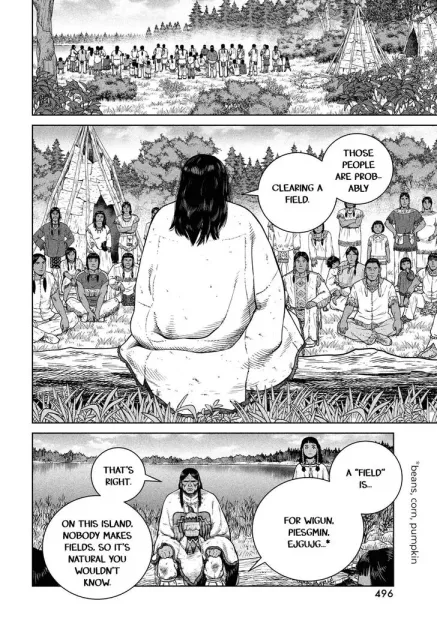 THOSE
PEOPLE
ARE PROB-
ABLY
CLEARING A
FIELD.
A "FIELD"
IS...
FOR WIGUN,
PIESGMIN,
EJGUJG...*
THAT'S
RIGHT.
ON THIS ISLAND,
NOBODY MAKES
FIELDS, SO IT'S
NATURAL YOU
WOULDN'T
KNOW.
*beans, corn, pumpkin
496